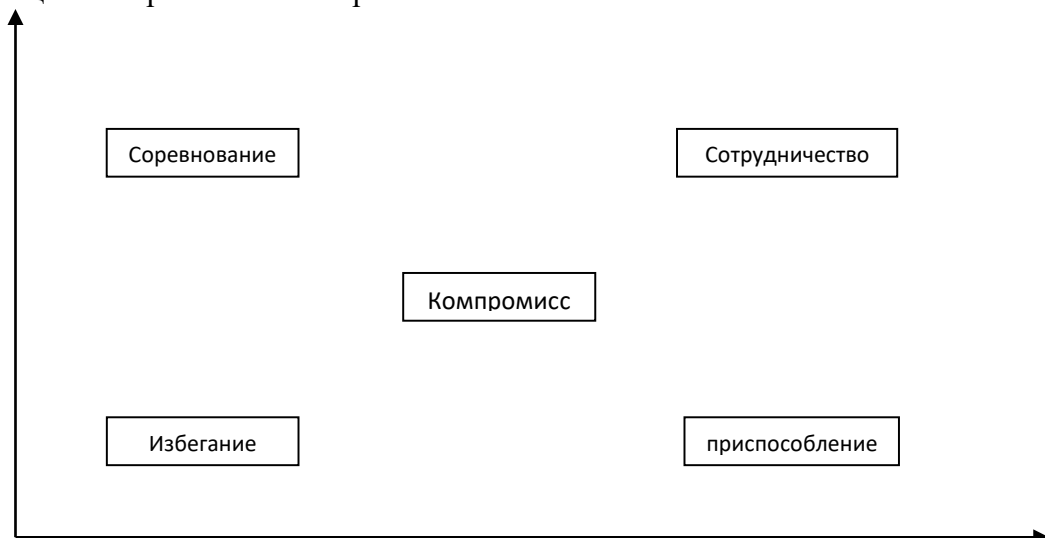 Соревнование
Сотрудничество
Компромисс
Избегание
приспособление